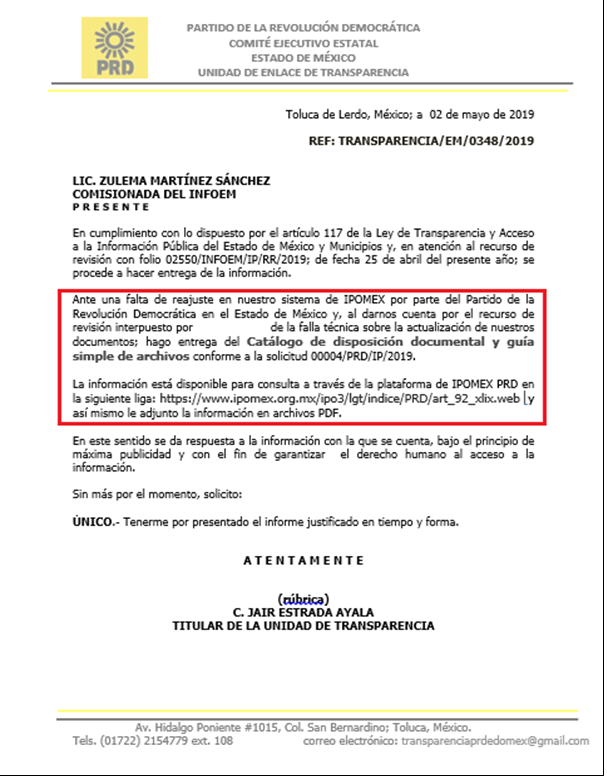 PRD
PARTIDO DE LA REVOLUCIÓN DEMOCRÁTICA
COMITÉ EJECUTIVO ESTATAL
ESTADO DE MÉXICO
UNIDAD DE ENLACE DE TRANSPARENCIA
Toluca de Lerdo, México; a 02 de mayo de 2019
REF: TRANSPARENCIA/EM/0348/2019
LIC. ZULEMA MARTÍNEZ SÁNCHEZ
COMISIONADA DEL INFOEM
P R E S E N T E
En cumplimiento con lo dispuesto por el artículo 117 de la Ley de Transparencia y Acceso
a la Información Pública del Estado de México y Municipios y, en atención al recurso de
revisión con folio 02550/INFOEM/IP/RR/2019; de fecha 25 de abril del presente año; se
procede a hacer entrega de la información.
Ante una falta de reajuste en nuestro sistema de IPOMEX por parte del Partido de la
Revolución Democrática en el Estado de México y, al darnos cuenta por el recurso de
revisión interpuesto por de la falla técnica sobre la actualización de nuestros
documentos; hago entrega del Catálogo de disposición documental y guía
simple de archivos conforme a la solicitud 00004/PRD/IP/2019.
La información está disponible para consulta a través de la plataforma de IPOMEX PRD en
la siguiente liga: https://www.ipomex.org.mx/ipo3/lgt/indice/PRD/art_92_xlix.web y
así mismo le adjunto la información en archivos PDF.
En este sentido se da respuesta a la información con la que se cuenta, bajo el principio de
máxima publicidad y con el fin de garantizar el derecho humano al acceso a la
información.
Sin más por el momento, solicito:
ÚNICO.- Tenerme por presentado el informe justificado en tiempo y forma.
A T E N T A M E N T E
(rúbrica)
C. JAIR ESTRADA AYALA
TITULAR DE LA UNIDAD DE TRANSPARENCIA
Av. Hidalgo Poniente #1015, Col. San Bernardino; Toluca, México.
Tels. (01722) 2154779 ext. 108 correo electrónico: transparenciaprdedomex@gmail.com